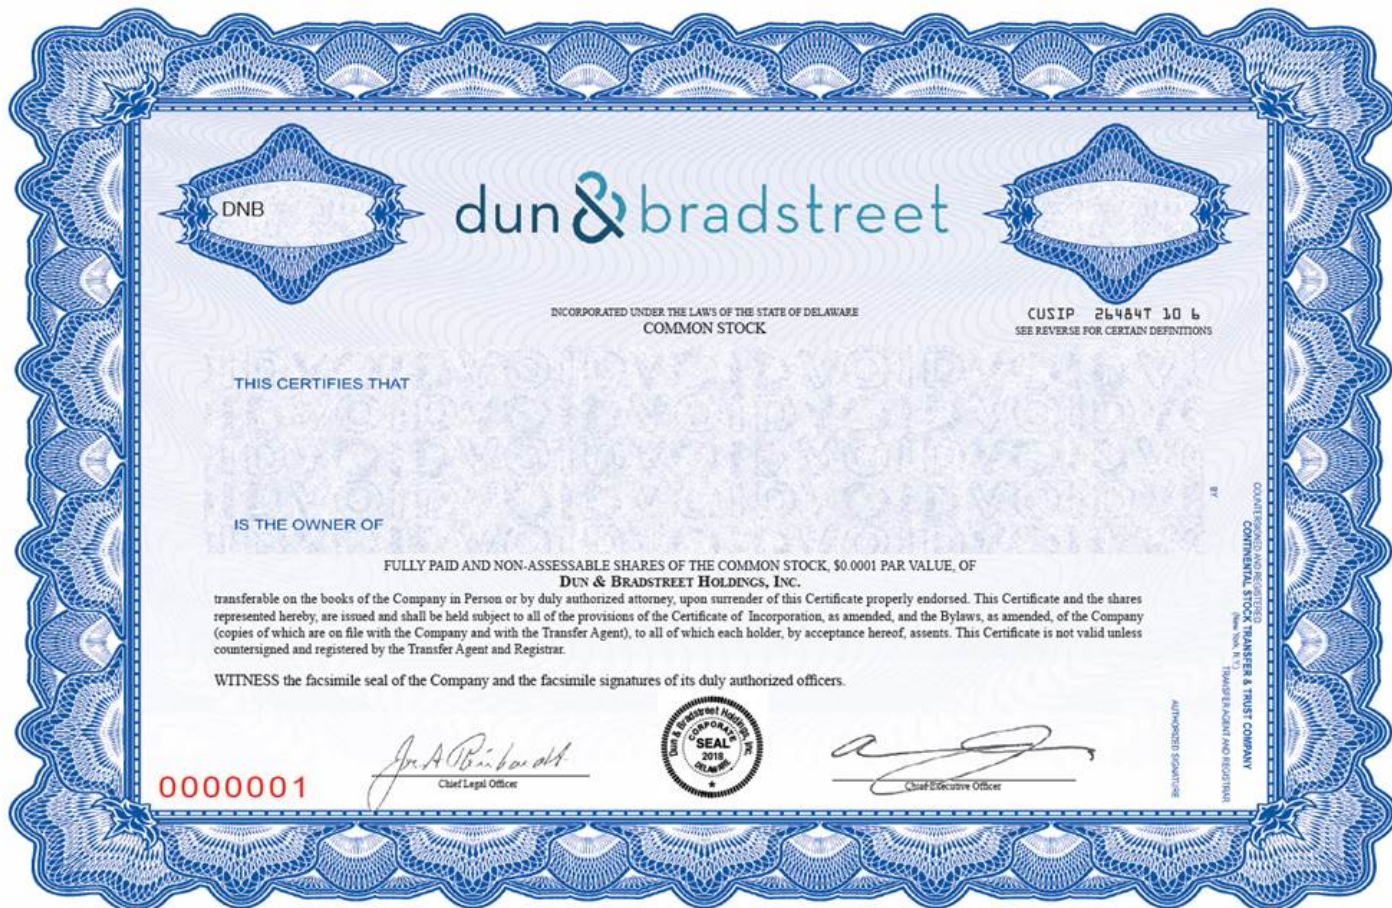 DNB
dun & bradstreet
INCORPORATED UNDER THE LAWS OF THE STATE OF DELAWARE
COMMON STOCK
CUSIP 26484T 10 6
SEE REVERSE FOR CERTAIN DEFINITIONS
THIS CERTIFIES THAT
IS THE OWNER OF
FULLY PAID AND NON-ASSESSABLE SHARES OF THE COMMON STOCK, $0.0001 PAR VALUE, OF
DUN & BRADSTREET HOLDINGS, INC.
transferable on the books of the Company in Person or by duly authorized attorney, upon surrender of this Certificate properly endorsed. This Certificate and the shares
represented hereby, are issued and shall be held subject to all of the provisions of the Certificate of Incorporation, as amended, and the Bylaws, as amended, of the Company
(copies of which are on file with the Company and with the Transfer Agent), to all of which each holder, by acceptance hereof, assents. This Certificate is not valid unless
countersigned and registered by the Transfer Agent and Registrar.
WITNESS the facsimile seal of the Company and the facsimile signatures of its duly authorized officers.
0000001
Chief Legal Officer
Dun & Bradstreet Holdings, Inc.
CORPORATE
SEAL
2018
DELAWARE
Chief Executive Officer
COUNTERSIGNED AND REGISTERED
CONTINENTAL STOCK TRANSFER & TRUST COMPANY
(New York, N.Y.)
TRANSFER AGENT AND REGISTRAR
BY
AUTHORIZED SIGNATURE